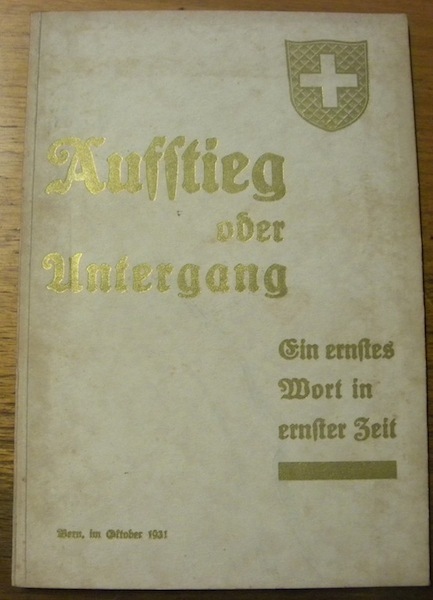 Aufstieg
oder
Untergang
Ein ernstes
Wort in
ernster Zeit
Bern, im Oktober 1931